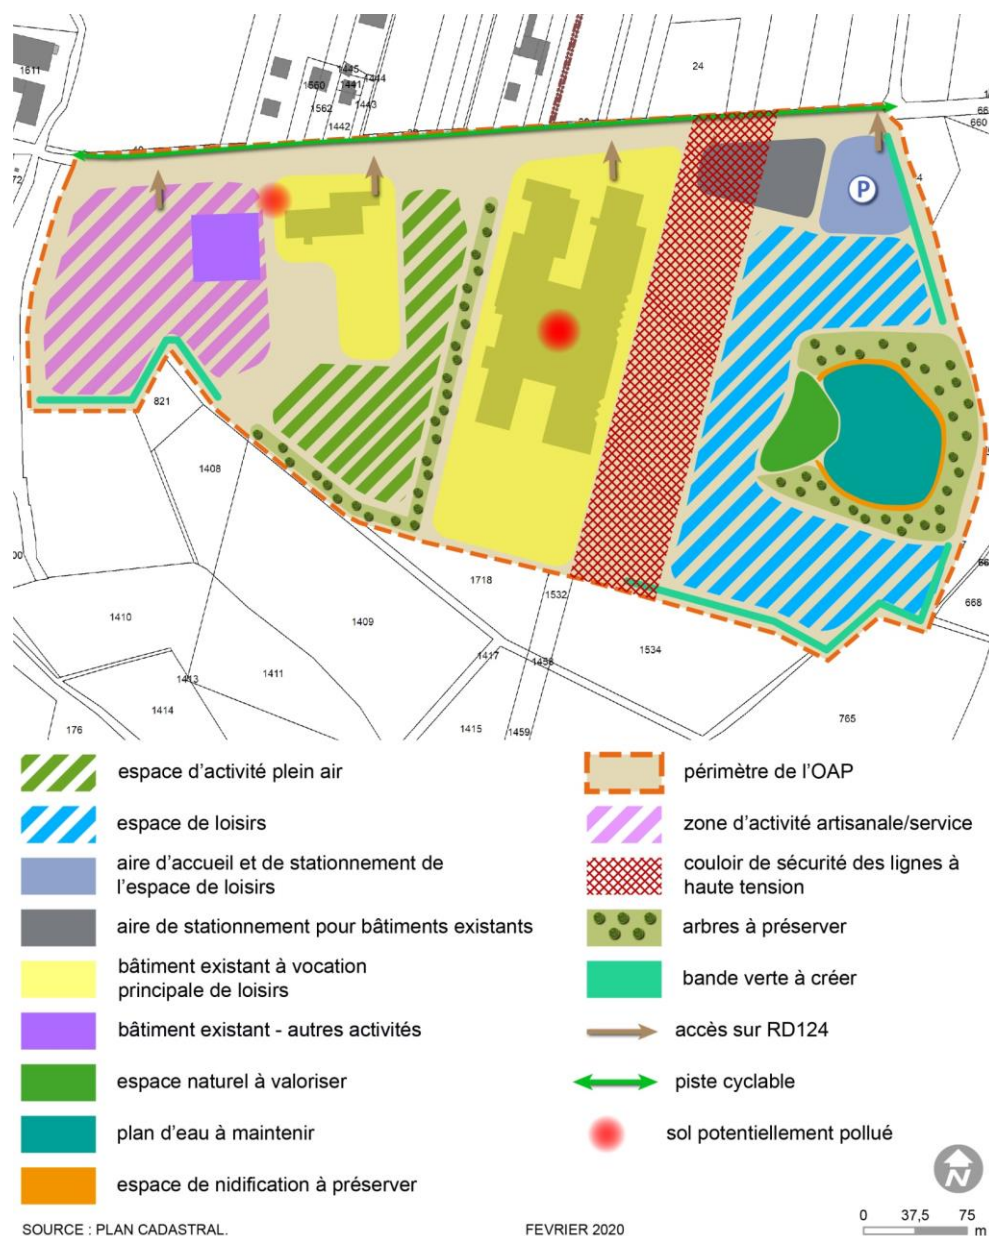 24
1611
1445
1444
1560
1441
1443
1562
1442
660
72
P
821
1408
1718
1532
1410
1409
668
1534
1417
1498
1411
1413
1414
176
1415
1459
765
espace d'activité plein air
espace de loisirs
aire d'accueil et de stationnement de
l'espace de loisirs
aire de stationnement pour bâtiments existants
bâtiment existant à vocation
principale de loisirs
bâtiment existant - autres activités
espace naturel à valoriser
plan d'eau à maintenir
espace de nidification à préserver
périmètre de l'OAP
zone d'activité artisanale/service
couloir de sécurité des lignes à
haute tension
arbres à préserver
bande verte à créer
accès sur RD124
piste cyclable
sol potentiellement pollué
N
0 37,5 75
m
SOURCE : PLAN CADASTRAL.
FEVRIER 2020